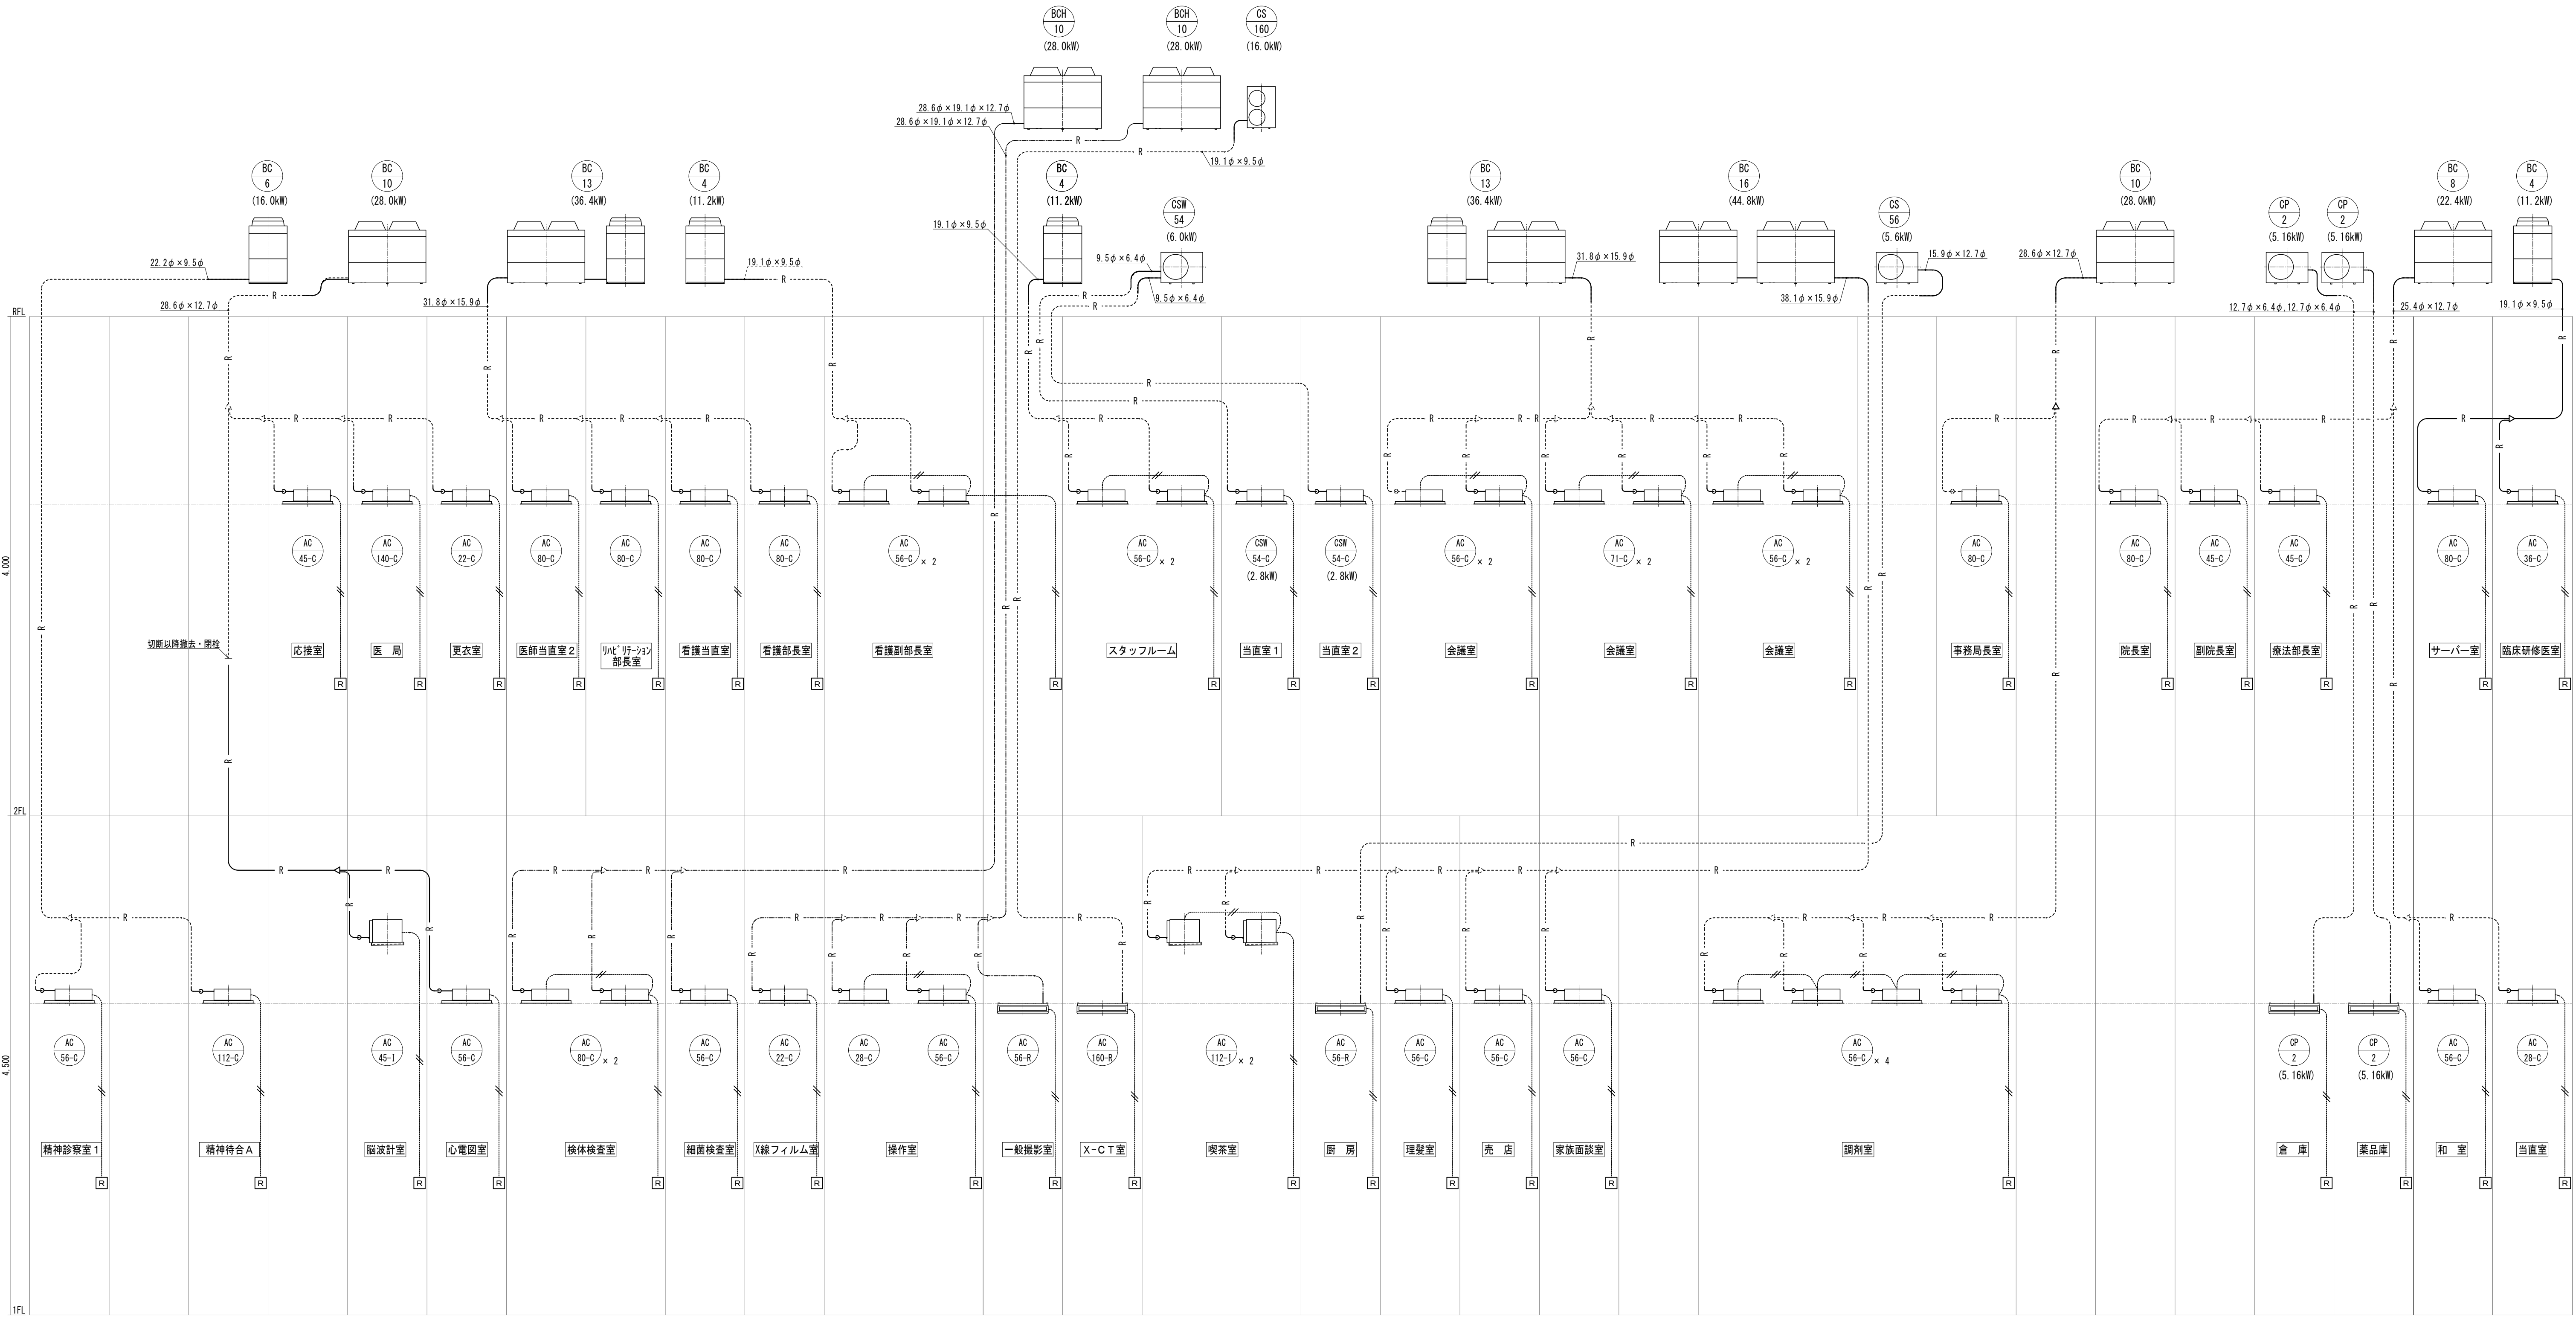 BCH
10
(28.0kW)
BCH
10
(28.0kW)
CS
160
(16.0kW)
28.6φ×19.1φ×12.7φ
28.6φ×19.1φ×12.7φ
R
R
19.1φ×9.5φ
BC
6
(16.0kW)
BC
10
(28.0kW)
BC
13
(36.4kW)
BC
4
(11.2kW)
BC
4
(11.2kW)
CSW
54
(6.0kW)
BC
13
(36.4kW)
BC
16
(44.8kW)
CS
56
(5.6kW)
BC
10
(28.0kW)
CP
2
(5.16kW)
CP
2
(5.16kW)
BC
8
(22.4kW)
BC
4
(11.2kW)
22.2φ×9.5φ
28.6φ×12.7φ
31.8φ×15.9φ
19.1φ×9.5φ
19.1φ×9.5φ
9.5φ×6.4φ
9.5φ×6.4φ
31.8φ×15.9φ
38.1φ×15.9φ
15.9φ×12.7φ
28.6φ×12.7φ
12.7φ×6.4φ,12.7φ×6.4φ
25.4φ×12.7φ
19.1φ×9.5φ
R R R
RFL
R R R R R R R R R R R R
R R R
R R R R R R R R R R R R R R R R R R R R
R R R R R R R R R
4,000
AC
45-C
AC
140-C
AC
22-C
AC
80-C
AC
80-C
AC
80-C
AC
80-C
AC
56-C × 2
AC
56-C × 2
CSW
54-C
(2.8kW)
CSW
54-C
(2.8kW)
AC
56-C × 2
AC
71-C × 2
AC
56-C × 2
AC
80-C
AC
80-C
AC
45-C
AC
45-C
AC
80-C
AC
36-C
R R R R R R R R
切断以降撤去・閉栓
応接室
医　局
更衣室
医師当直室２
ﾘﾊﾋﾞﾘﾃｰｼｮﾝ
部長室
看護当直室
看護部長室
看護副部長室
スタッフルーム
当直室１
当直室２
会議室
会議室
会議室
事務局長室
院長室
副院長室
療法部長室
サーバー室
臨床研修医室
R R R R R R R R R R R R R R R R R R R R
R
2FL
R R R R R R R R R R R
R R R R R R R R R R R
R R R R R R R R R R R R R R R R R R R R
4,500
AC
56-C
AC
112-C
AC
45-I
AC
56-C
AC
80-C × 2
AC
56-C
AC
22-C
AC
28-C
AC
56-C
AC
56-R
AC
160-R
AC
112-I × 2
AC
56-R
AC
56-C
AC
56-C
AC
56-C
AC
56-C × 4
CP
2
(5.16kW)
CP
2
(5.16kW)
AC
56-C
AC
28-C
精神診察室１
精神待合Ａ
脳波計室
心電図室
検体検査室
細菌検査室
X線フィルム室
操作室
一般撮影室
Ｘ-ＣＴ室
喫茶室
厨　房
理髪室
売　店
家族面談室
調剤室
倉　庫
薬品庫
和　室
当直室
R R R R R R R R R R R R R R R R R R R R
1FL